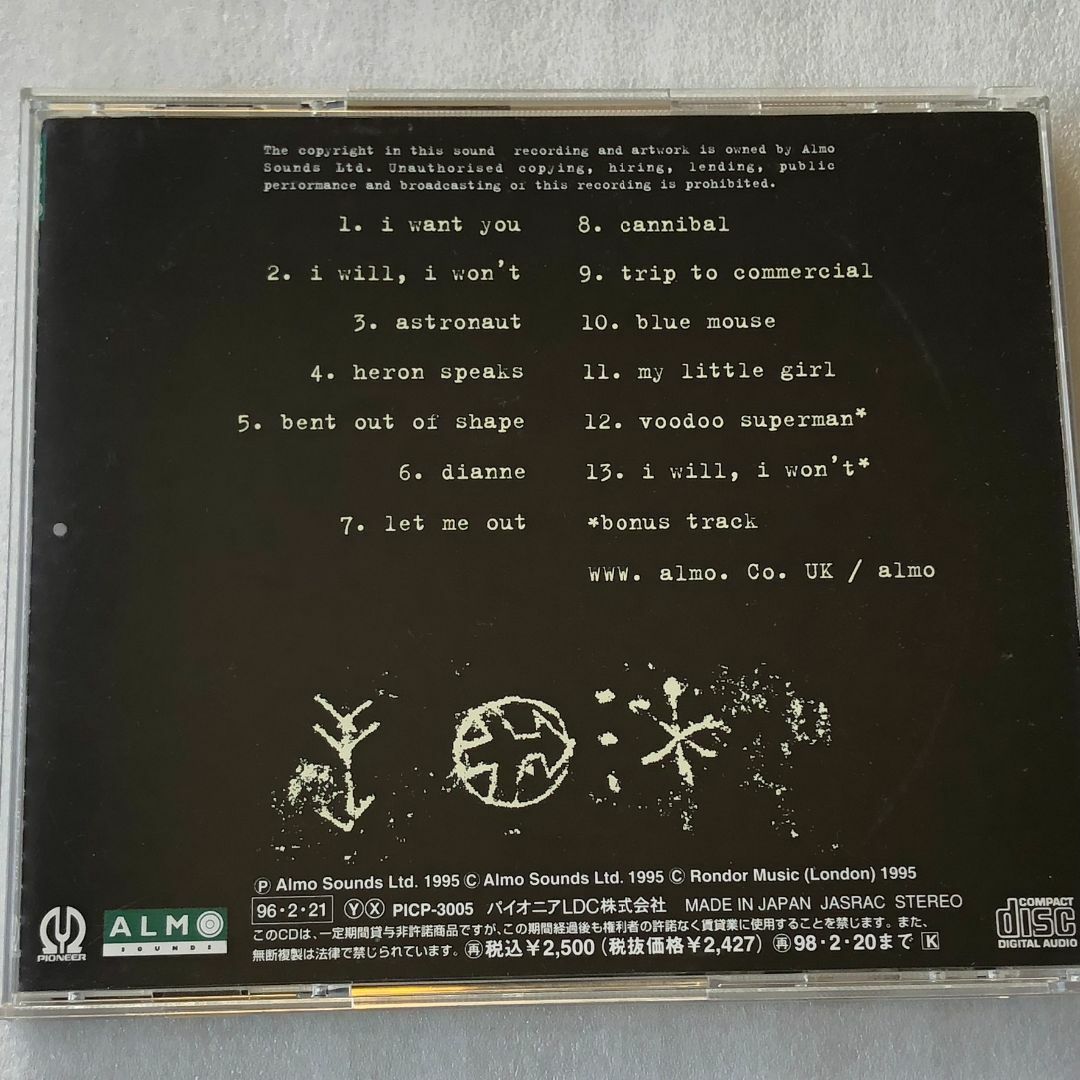 The copyright in this sound recording and artwork is owned by Almo
Sounds Ltd. Unauthorised copying, hiring, lending, public
performance and broadcasting of this recording is prohibited.
1. i want you
2. i will, i won't
3. astronaut
4. heron speaks
5. bent out of shape
6. dianne
7. let me out
8. cannibal
9. trip to commercial
10. blue mouse
11. my little girl
12. voodoo superman*
13. i will, i won't*
*bonus track
www. almo. Co. UK / almo
Ⓟ Almo Sounds Ltd. 1995 © Almo Sounds Ltd. 1995 © Rondor Music (London) 1995
96・2・21 Ⓨ Ⓧ PICP-3005 パイオニアLDC株式会社 MADE IN JAPAN JASRAC STEREO
このCDは、一定期間貸与非許諾商品ですが、この期間経過後も権利者の許諾なく賃貸業に使用することを禁じます。また、
無断複製は法律で禁じられています。 再 税込¥2,500 (税抜価格¥2,427) 再 98・2・20まで K
PIONEER
ALMO
SOUNDS
COMPACT
disc
DIGITAL AUDIO